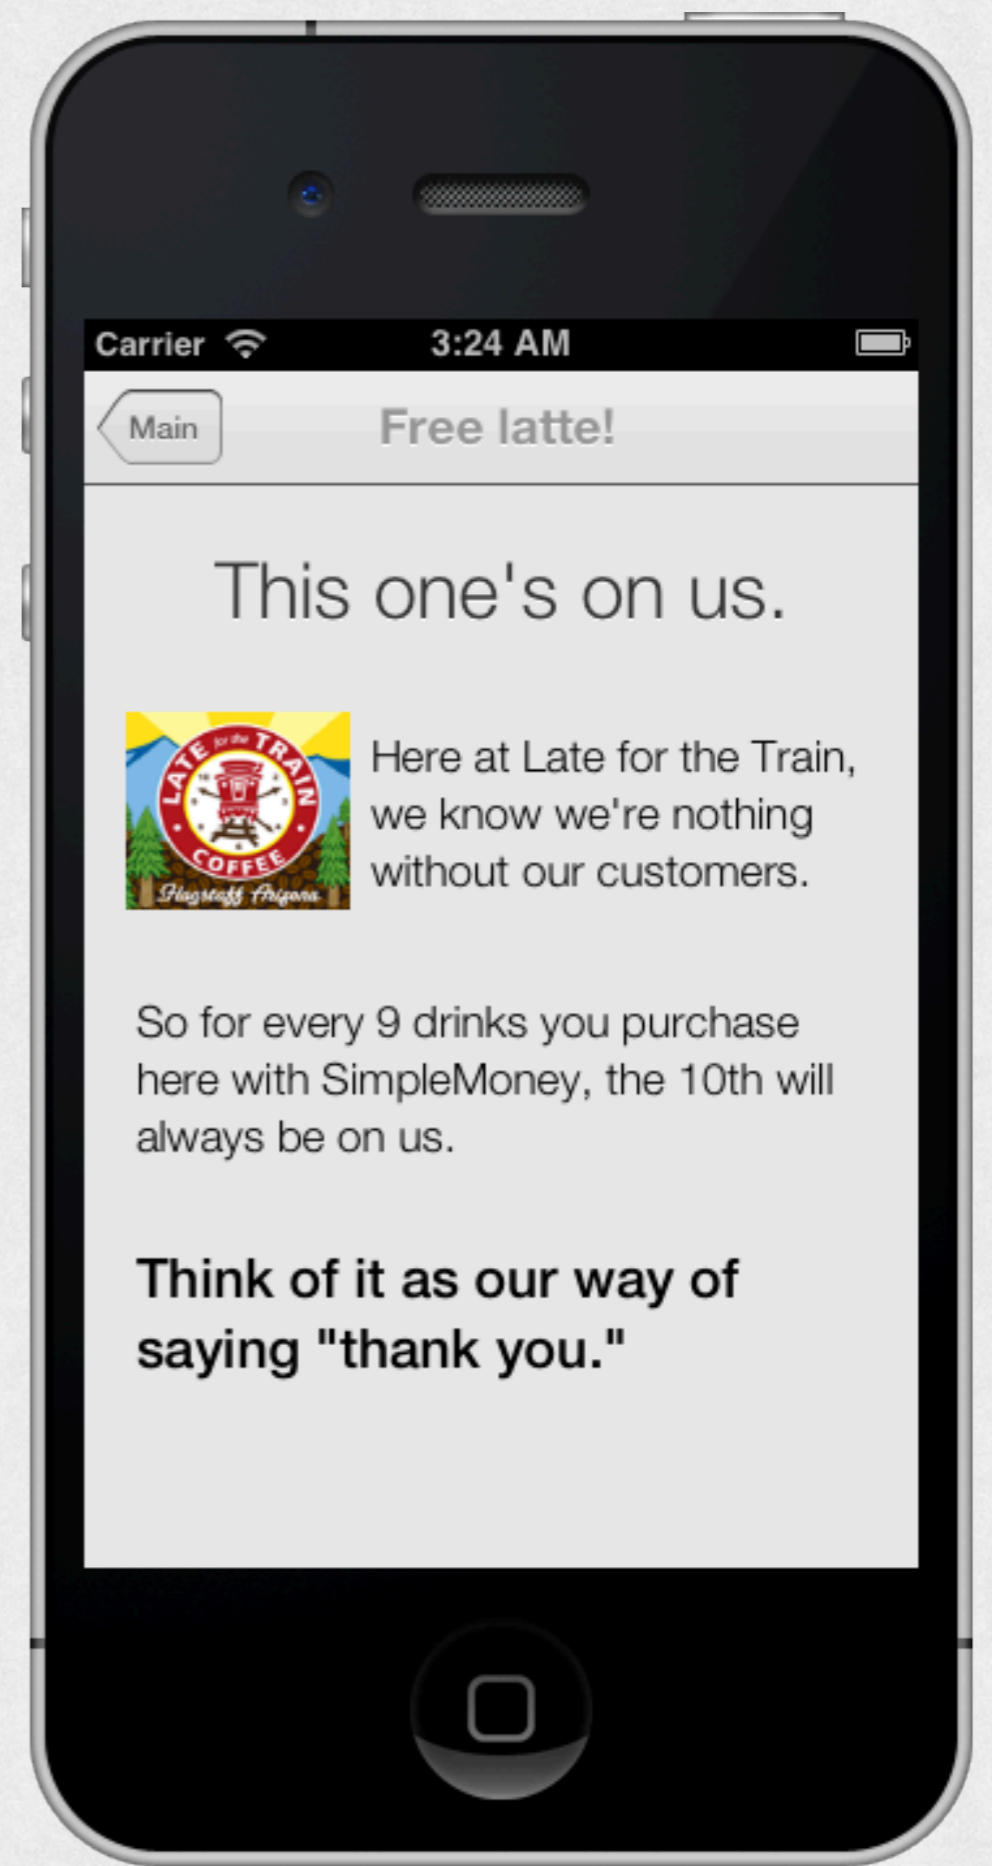 Carrier
3:24 AM
Main
Free latte!
This one's on us.
LATE for the TRAIN
COFFEE
Flagstaff Arizona
Here at Late for the Train,
we know we're nothing
without our customers.
So for every 9 drinks you purchase
here with SimpleMoney, the 10th will
always be on us.
Think of it as our way of
saying "thank you."